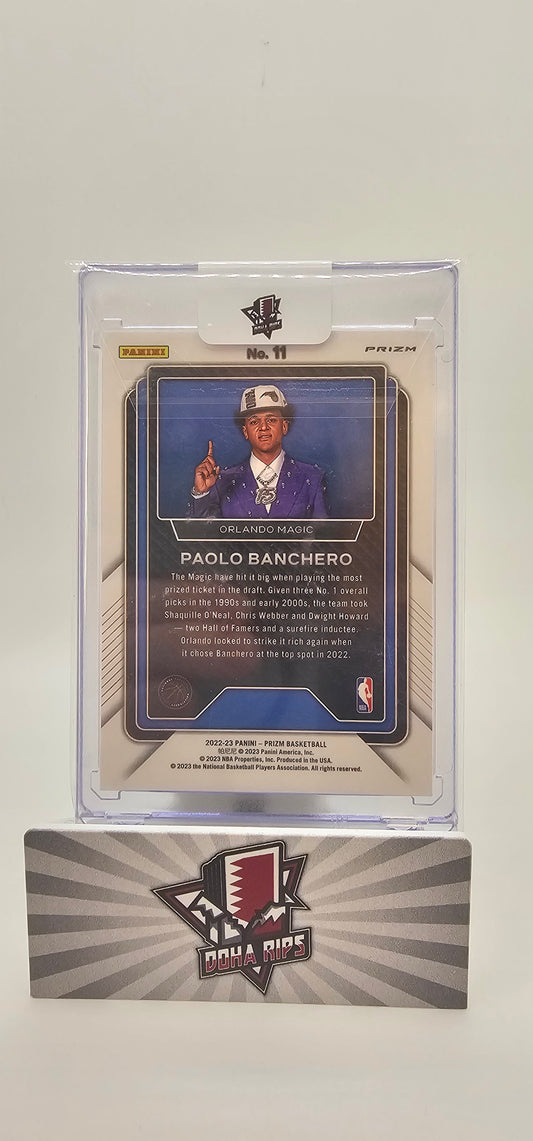 DOHA RIPS
PANINI
No. 11
PRIZM
ORLANDO MAGIC
PAOLO BANCHERO
The Magic have hit it big when playing the most
prized ticket in the draft. Given three No. 1 overall
picks in the 1990s and early 2000s, the team took
Shaquille O'Neal, Chris Webber and Dwight Howard
— two Hall of Famers and a surefire inductee.
Orlando looked to strike it rich again when
it chose Banchero at the top spot in 2022.
2022-23 PANINI – PRIZM BASKETBALL
帕尼尼 © 2023 Panini America, Inc.
© 2023 NBA Properties, Inc. Produced in the USA.
© 2023 the National Basketball Players Association. All rights reserved.
DOHA RIPS